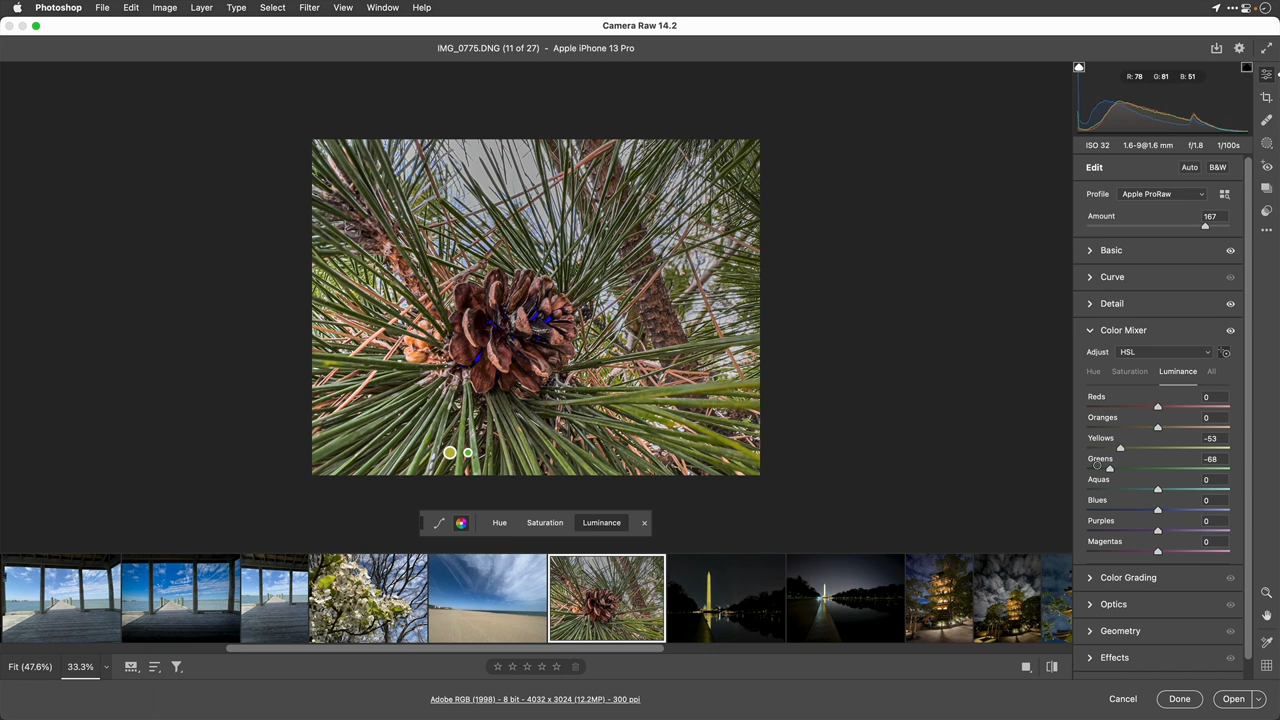 Photoshop File Edit Image Layer Type Select Filter View Window Help
Camera Raw 14.2
IMG_0775.DNG (11 of 27) - Apple iPhone 13 Pro
R: 78 G: 81 B: 51
ISO 32 1.6-9@1.6 mm f/1.8 1/100s
Edit Auto B&W
Profile Apple ProRaw
Amount 167
Basic
Curve
Detail
Color Mixer
Adjust HSL
Hue Saturation Luminance All
Reds 0
Oranges 0
Yellows -53
Greens -68
Aquas 0
Blues 0
Purples 0
Magentas 0
Hue Saturation Luminance
Color Grading
Optics
Geometry
Effects
Fit (47.6%) 33.3%
Adobe RGB (1998) - 8 bit - 4032 x 3024 (12.2MP) - 300 ppi
Cancel Done Open